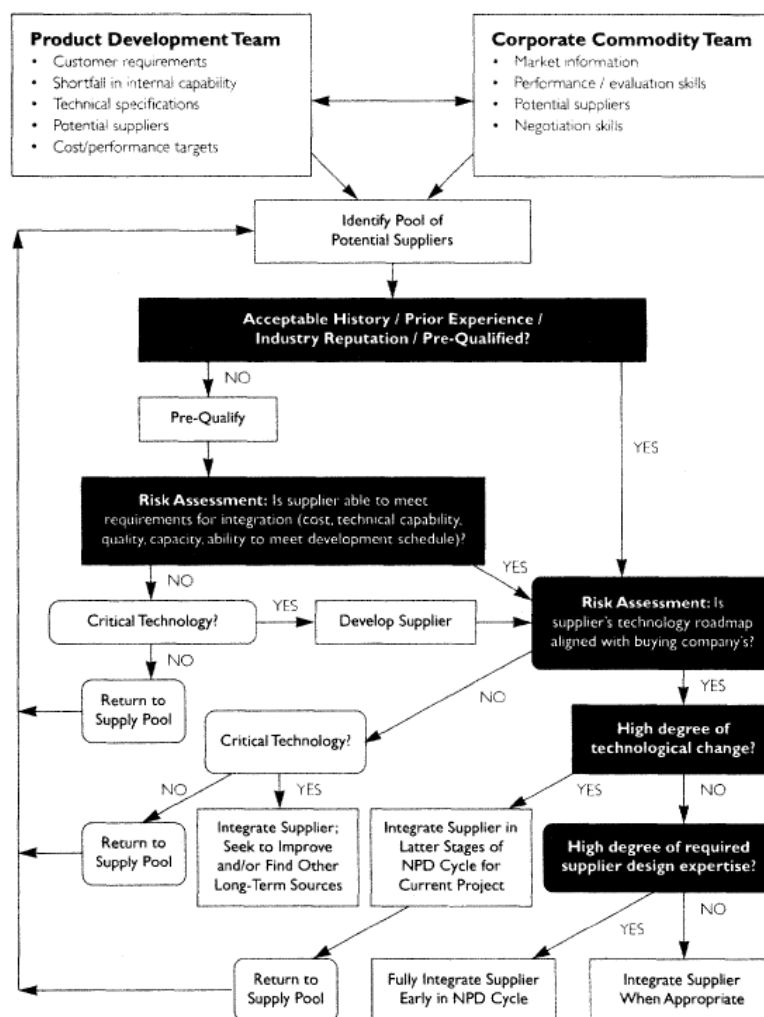 Product Development Team
• Customer requirements
• Shortfall in internal capability
• Technical specifications
• Potential suppliers
• Cost/performance targets
Corporate Commodity Team
• Market information
• Performance / evaluation skills
• Potential suppliers
• Negotiation skills
Identify Pool of
Potential Suppliers
Acceptable History / Prior Experience /
Industry Reputation / Pre-Qualified?
NO
YES
Pre-Qualify
Risk Assessment: Is supplier able to meet
requirements for integration (cost, technical capability,
quality, capacity, ability to meet development schedule)?
NO
YES
Critical Technology?
YES
Develop Supplier
Risk Assessment: Is
supplier's technology roadmap
aligned with buying company's?
NO
Return to
Supply Pool
NO
YES
Critical Technology?
High degree of
technological change?
NO
YES
YES
NO
Return to
Supply Pool
Integrate Supplier;
Seek to Improve
and/or Find Other
Long-Term Sources
Integrate Supplier in
Latter Stages of
NPD Cycle for
Current Project
High degree of required
supplier design expertise?
YES
NO
Return to
Supply Pool
Fully Integrate Supplier
Early in NPD Cycle
Integrate Supplier
When Appropriate